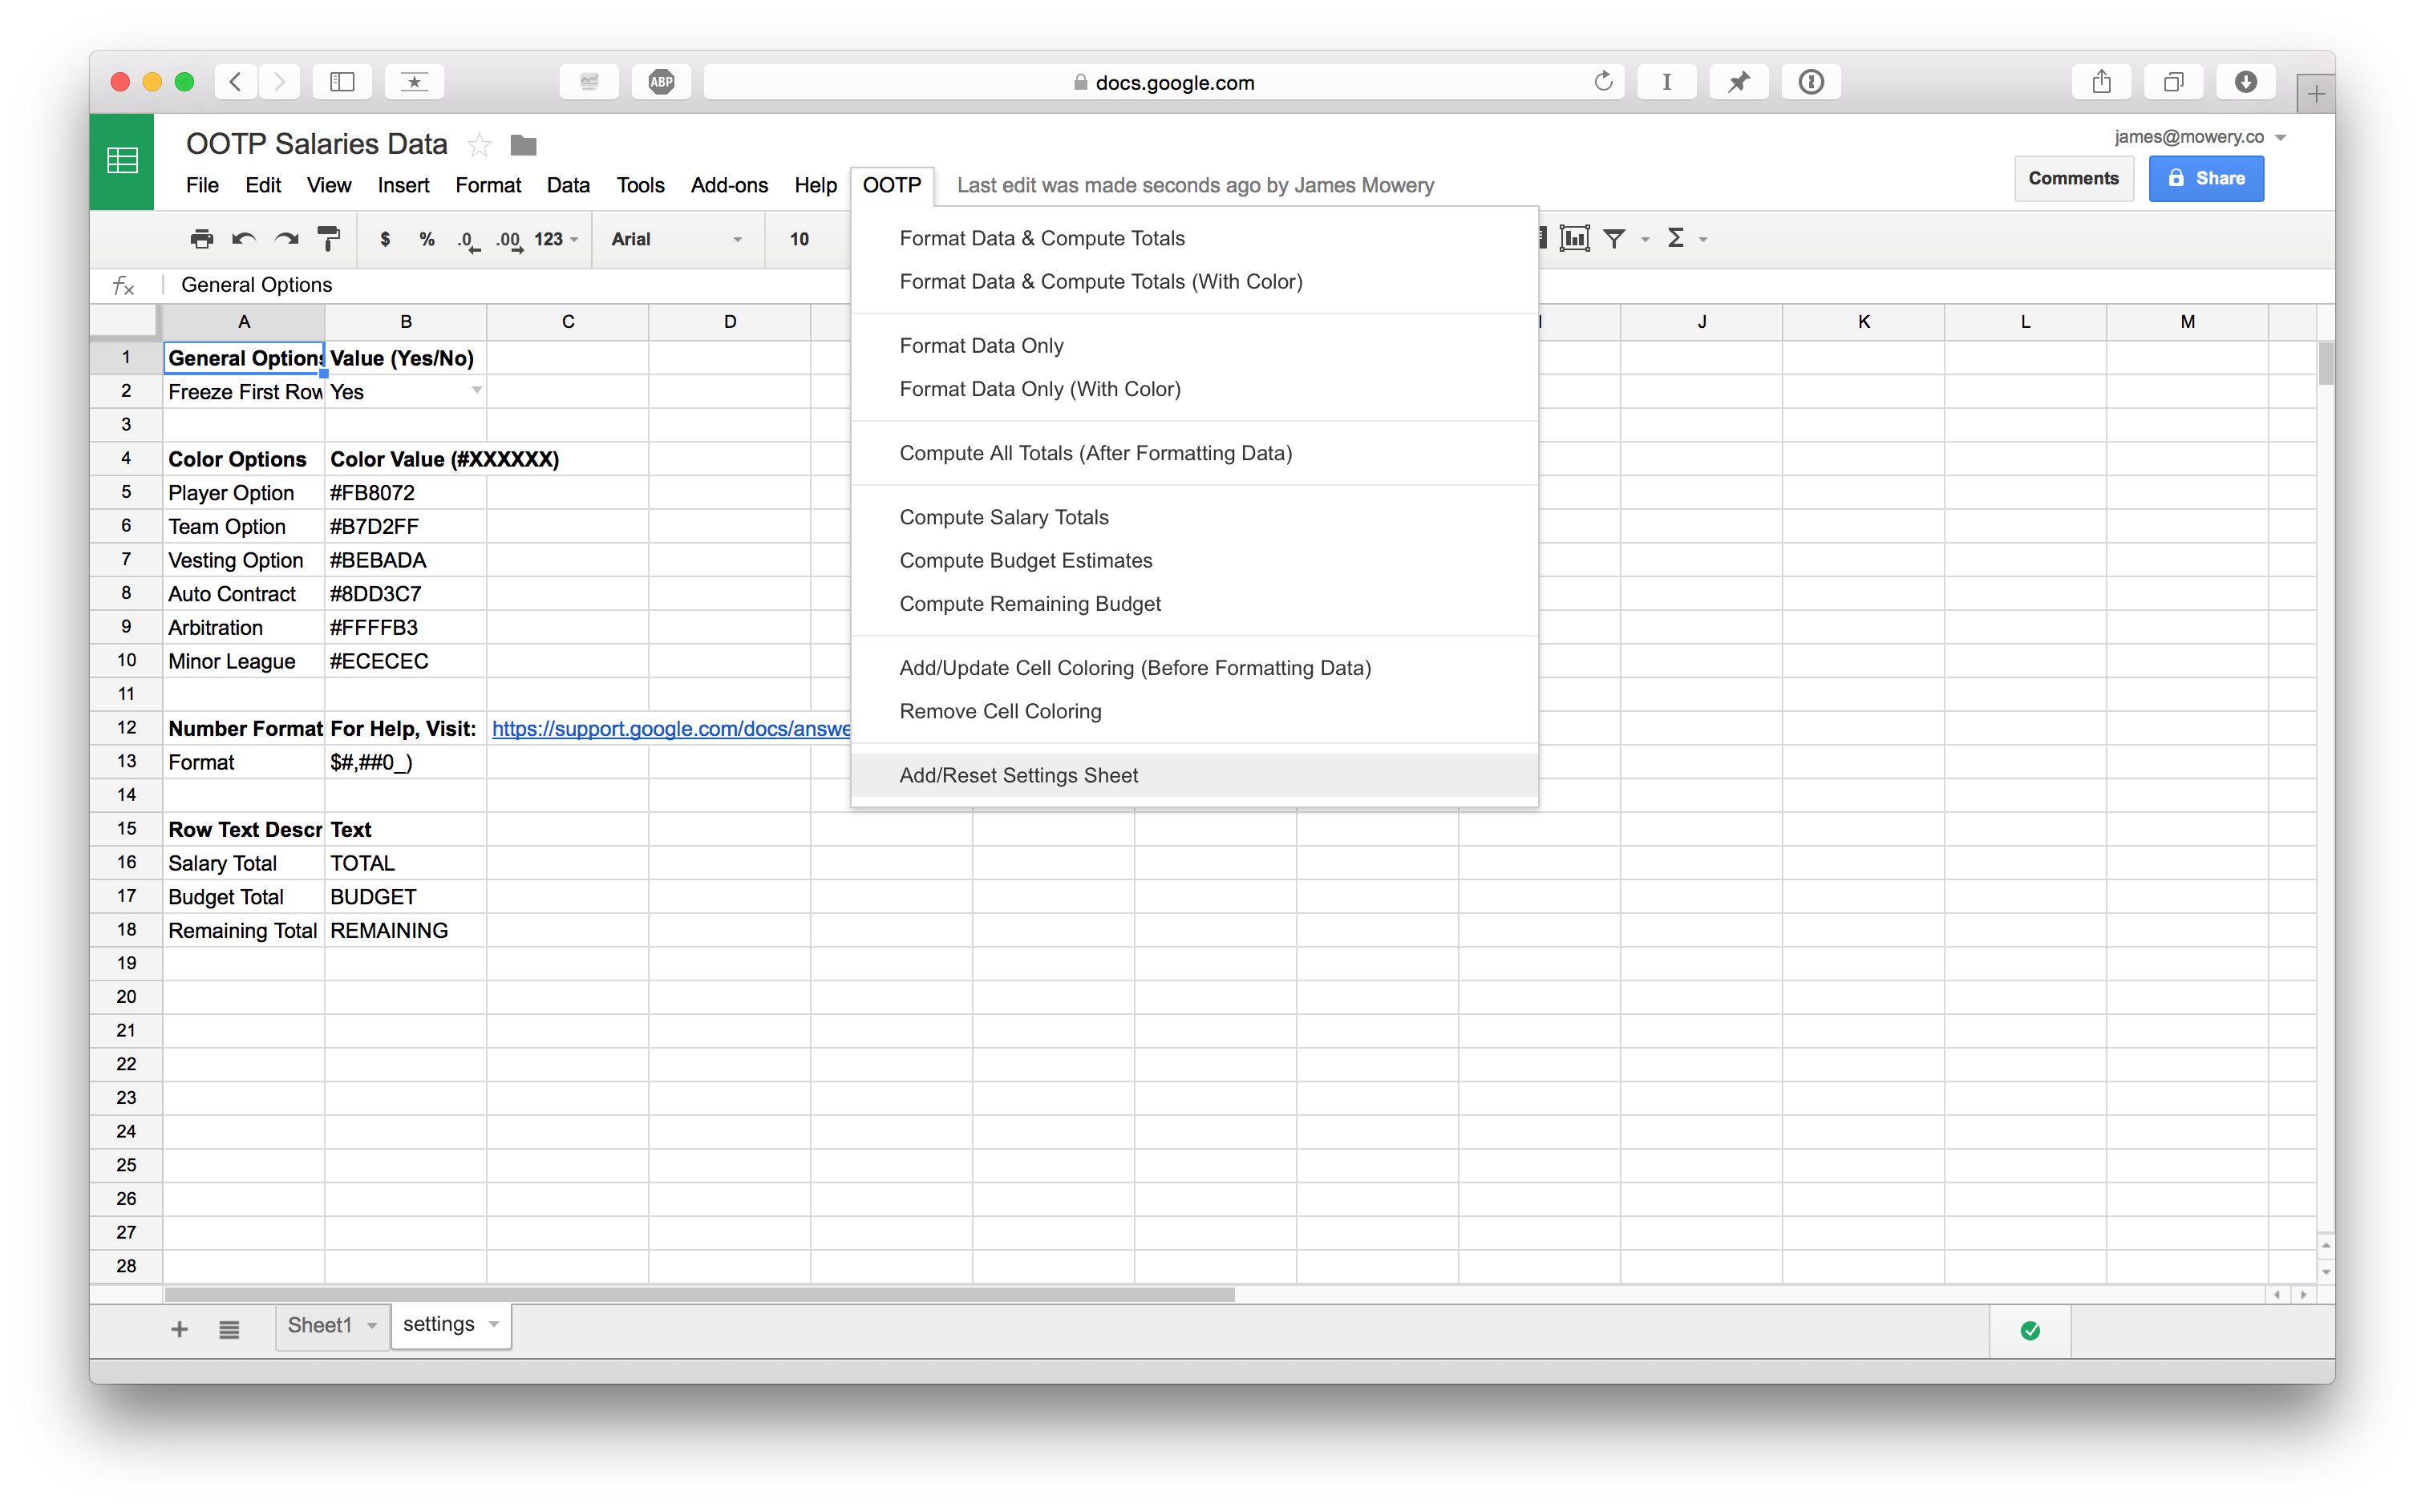 ABP
docs.google.com
OOTP Salaries Data
james@mowery.co
File Edit View Insert Format Data Tools Add-ons Help OOTP Last edit was made seconds ago by James Mowery
Comments Share
$ % .0 .00 123 Arial 10 Σ
fx General Options
A B C D J K L M
1 General Options Value (Yes/No)
2 Freeze First Row Yes
3
4 Color Options Color Value (#XXXXXX)
5 Player Option #FB8072
6 Team Option #B7D2FF
7 Vesting Option #BEBADA
8 Auto Contract #8DD3C7
9 Arbitration #FFFFB3
10 Minor League #ECECEC
11
12 Number Format For Help, Visit: https://support.google.com/docs/answe
13 Format $#,##0_)
14
15 Row Text Descr Text
16 Salary Total TOTAL
17 Budget Total BUDGET
18 Remaining Total REMAINING
19
20
21
22
23
24
25
26
27
28
Format Data & Compute Totals
Format Data & Compute Totals (With Color)
Format Data Only
Format Data Only (With Color)
Compute All Totals (After Formatting Data)
Compute Salary Totals
Compute Budget Estimates
Compute Remaining Budget
Add/Update Cell Coloring (Before Formatting Data)
Remove Cell Coloring
Add/Reset Settings Sheet
Sheet1 settings